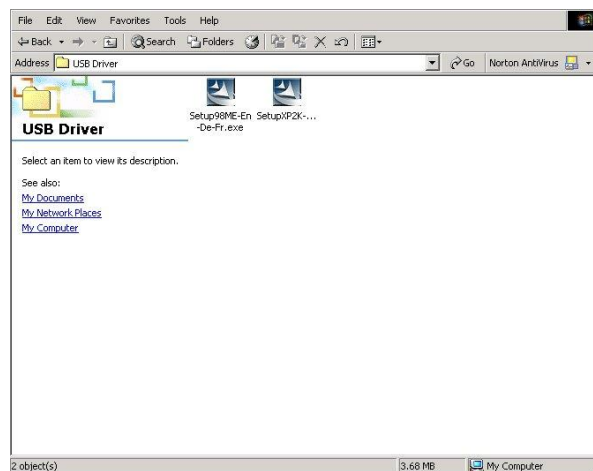 File Edit View Favorites Tools Help
Back Search Folders
Address USB Driver Go Norton AntiVirus
USB Driver
Select an item to view its description.
See also:
My Documents
My Network Places
My Computer
Setup98ME-En
-De-Fr.exe
SetupXP2K-...
2 object(s) 3.68 MB My Computer